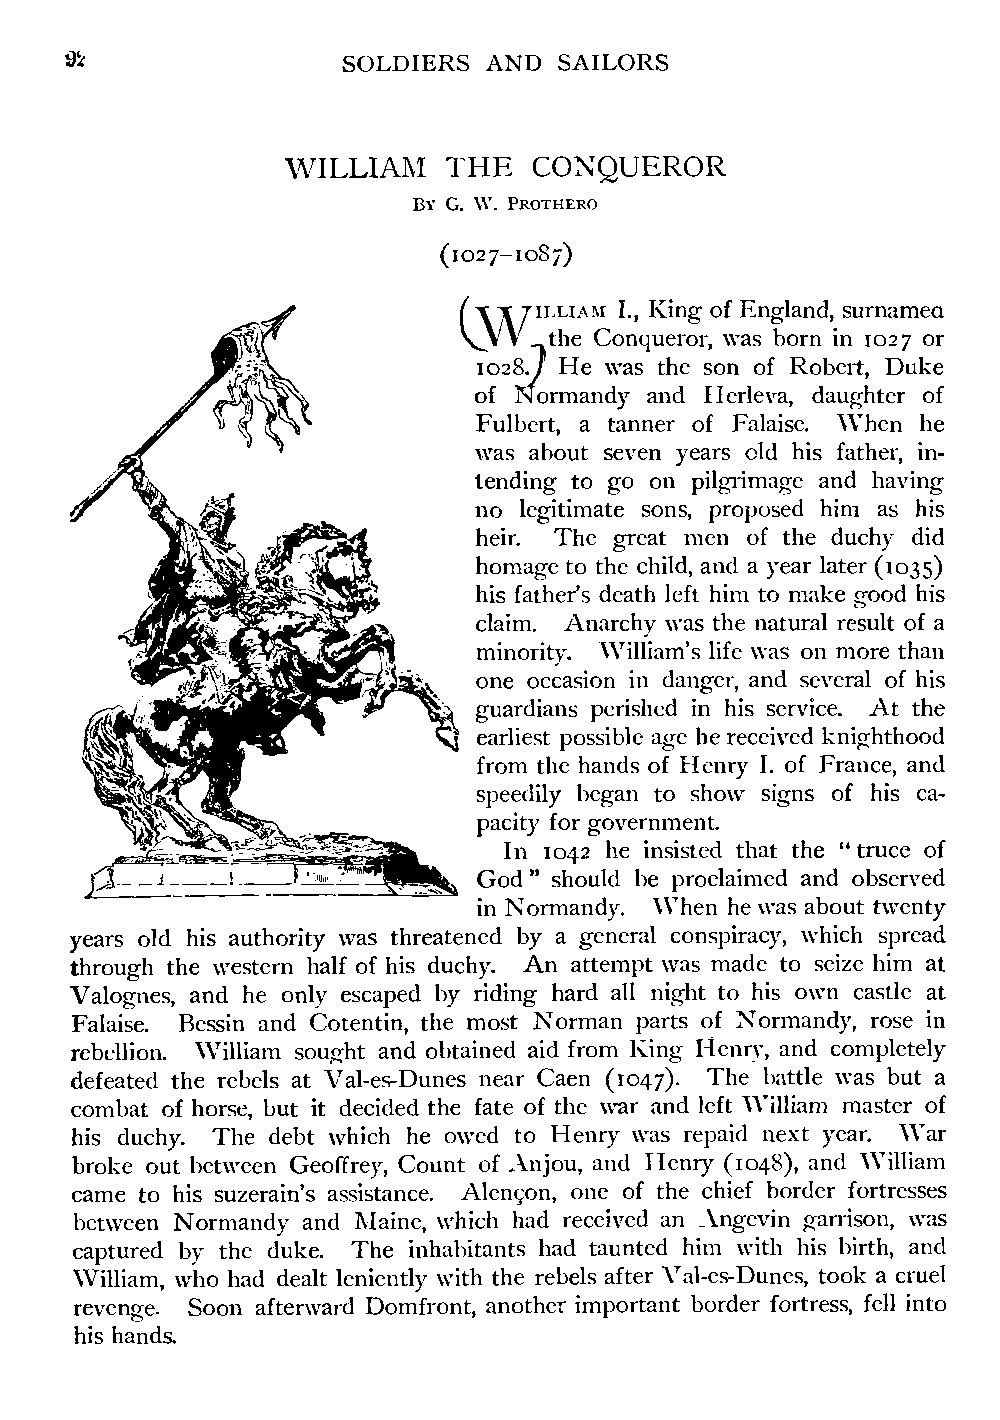 92
SOLDIERS AND SAILORS
WILLIAM THE CONQUEROR
By G. W. Prothero
(1027–1087)
(William I., King of England, surnamed
the Conqueror, was born in 1027 or
1028.) He was the son of Robert, Duke
of Normandy and Herleva, daughter of
Fulbert, a tanner of Falaise. When he
was about seven years old his father, in-
tending to go on pilgrimage and having
no legitimate sons, proposed him as his
heir. The great men of the duchy did
homage to the child, and a year later (1035)
his father's death left him to make good his
claim. Anarchy was the natural result of a
minority. William's life was on more than
one occasion in danger, and several of his
guardians perished in his service. At the
earliest possible age he received knighthood
from the hands of Henry I. of France, and
speedily began to show signs of his ca-
pacity for government.
In 1042 he insisted that the “truce of
God” should be proclaimed and observed
in Normandy. When he was about twenty
years old his authority was threatened by a general conspiracy, which spread
through the western half of his duchy. An attempt was made to seize him at
Valognes, and he only escaped by riding hard all night to his own castle at
Falaise. Bessin and Cotentin, the most Norman parts of Normandy, rose in
rebellion. William sought and obtained aid from King Henry, and completely
defeated the rebels at Val-es-Dunes near Caen (1047). The battle was but a
combat of horse, but it decided the fate of the war and left William master of
his duchy. The debt which he owed to Henry was repaid next year. War
broke out between Geoffrey, Count of Anjou, and Henry (1048), and William
came to his suzerain's assistance. Alençon, one of the chief border fortresses
between Normandy and Maine, which had received an Angevin garrison, was
captured by the duke. The inhabitants had taunted him with his birth, and
William, who had dealt leniently with the rebels after Val-es-Dunes, took a cruel
revenge. Soon afterward Domfront, another important border fortress, fell into
his hands.